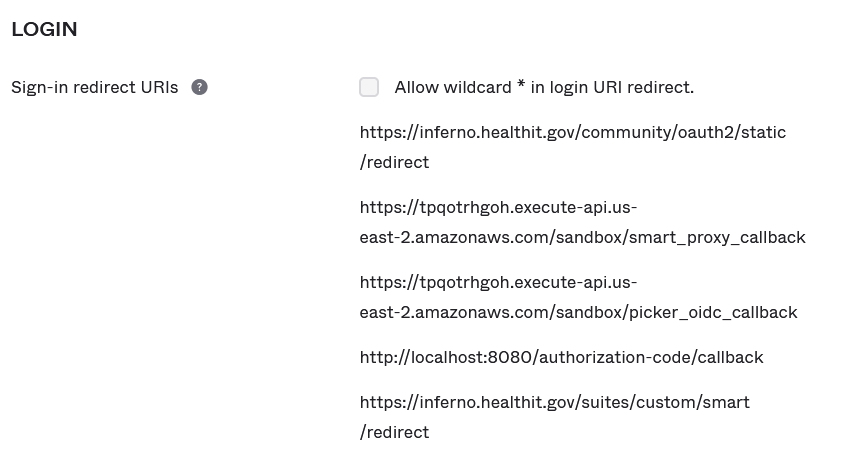 LOGIN
Sign-in redirect URIs ?
Allow wildcard * in login URI redirect.
https://inferno.healthit.gov/community/oauth2/static
/redirect
https://tpqotrhgoh.execute-api.us-
east-2.amazonaws.com/sandbox/smart_proxy_callback
https://tpqotrhgoh.execute-api.us-
east-2.amazonaws.com/sandbox/picker_oidc_callback
http://localhost:8080/authorization-code/callback
https://inferno.healthit.gov/suites/custom/smart
/redirect